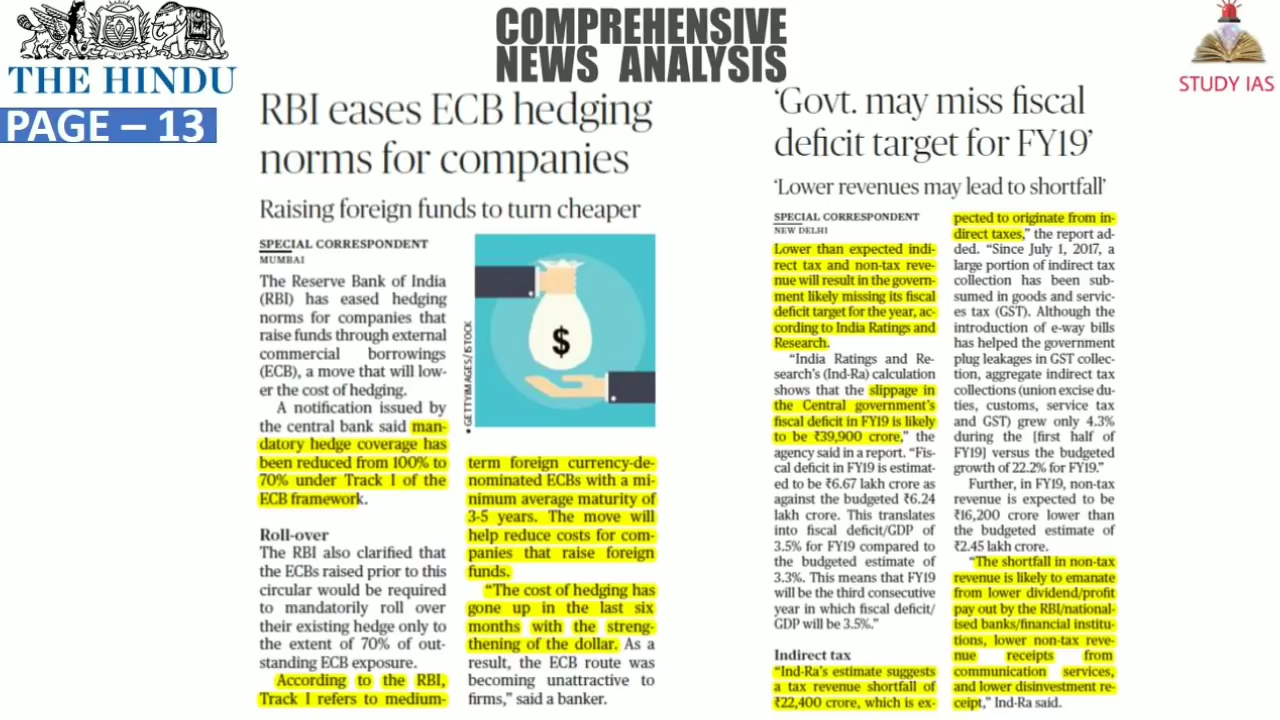 THE HINDU
PAGE – 13
COMPREHENSIVE
NEWS ANALYSIS
STUDY IAS
RBI eases ECB hedging
norms for companies
Raising foreign funds to turn cheaper
SPECIAL CORRESPONDENT
MUMBAI
The Reserve Bank of India
(RBI) has eased hedging
norms for companies that
raise funds through external
commercial borrowings
(ECB), a move that will low-
er the cost of hedging.
A notification issued by
the central bank said man-
datory hedge coverage has
been reduced from 100% to
70% under Track I of the
ECB framework.
Roll-over
The RBI also clarified that
the ECBs raised prior to this
circular would be required
to mandatorily roll over
their existing hedge only to
the extent of 70% of out-
standing ECB exposure.
According to the RBI,
Track I refers to medium-
• GETTYIMAGES/ISTOCK
$
term foreign currency-de-
nominated ECBs with a mi-
nimum average maturity of
3-5 years. The move will
help reduce costs for com-
panies that raise foreign
funds.
“The cost of hedging has
gone up in the last six
months with the streng-
thening of the dollar. As a
result, the ECB route was
becoming unattractive to
firms,” said a banker.
‘Govt. may miss fiscal
deficit target for FY19’
‘Lower revenues may lead to shortfall’
SPECIAL CORRESPONDENT
NEW DELHI
Lower than expected indi-
rect tax and non-tax reve-
nue will result in the govern-
ment likely missing its fiscal
deficit target for the year, ac-
cording to India Ratings and
Research.
“India Ratings and Re-
search’s (Ind-Ra) calculation
shows that the slippage in
the Central government’s
fiscal deficit in FY19 is likely
to be ₹39,900 crore,” the
agency said in a report. “Fis-
cal deficit in FY19 is estimat-
ed to be ₹6.67 lakh crore as
against the budgeted ₹6.24
lakh crore. This translates
into fiscal deficit/GDP of
3.5% for FY19 compared to
the budgeted estimate of
3.3%. This means that FY19
will be the third consecutive
year in which fiscal deficit/
GDP will be 3.5%.”
Indirect tax
“Ind-Ra’s estimate suggests
a tax revenue shortfall of
₹22,400 crore, which is ex-
pected to originate from in-
direct taxes,” the report ad-
ded. “Since July 1, 2017, a
large portion of indirect tax
collection has been sub-
sumed in goods and servic-
es tax (GST). Although the
introduction of e-way bills
has helped the government
plug leakages in GST collec-
tion, aggregate indirect tax
collections (union excise du-
ties, customs, service tax
and GST) grew only 4.3%
during the [first half of
FY19] versus the budgeted
growth of 22.2% for FY19.”
Further, in FY19, non-tax
revenue is expected to be
₹16,200 crore lower than
the budgeted estimate of
₹2.45 lakh crore.
“The shortfall in non-tax
revenue is likely to emanate
from lower dividend/profit
pay out by the RBI/national-
ised banks/financial institu-
tions, lower non-tax reve-
nue receipts from
communication services,
and lower disinvestment re-
ceipt,” Ind-Ra said.